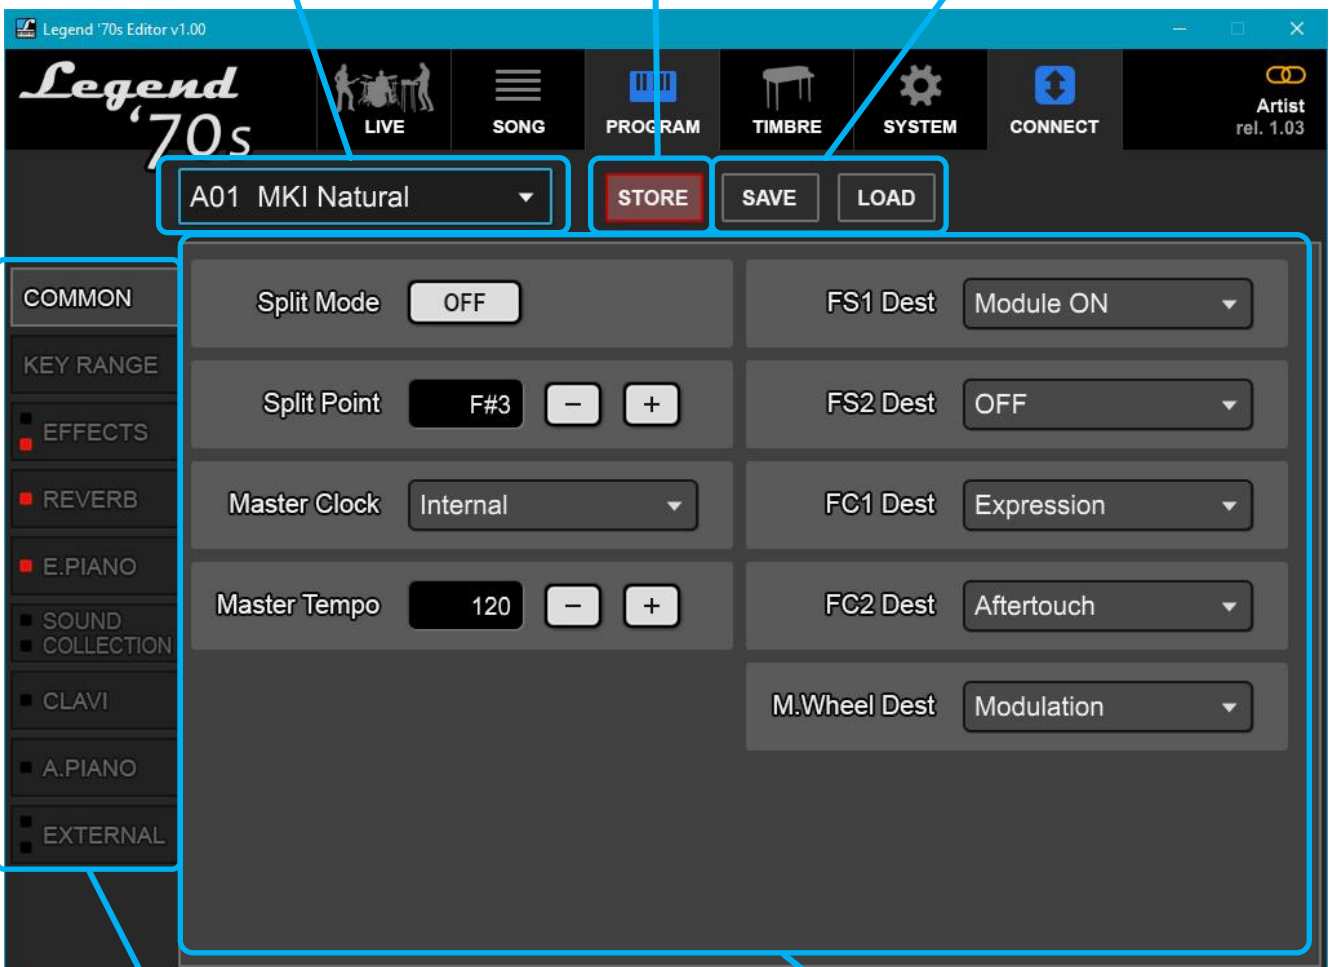 Legend '70s Editor v1.00
Legend
'70s
LIVE
SONG
PROGRAM
TIMBRE
SYSTEM
CONNECT
Artist
rel. 1.03
A01 MKI Natural
STORE
SAVE
LOAD
COMMON
KEY RANGE
EFFECTS
REVERB
E.PIANO
SOUND
COLLECTION
CLAVI
A.PIANO
EXTERNAL
Split Mode OFF
Split Point F#3 − +
Master Clock Internal
Master Tempo 120 − +
FS1 Dest Module ON
FS2 Dest OFF
FC1 Dest Expression
FC2 Dest Aftertouch
M.Wheel Dest Modulation